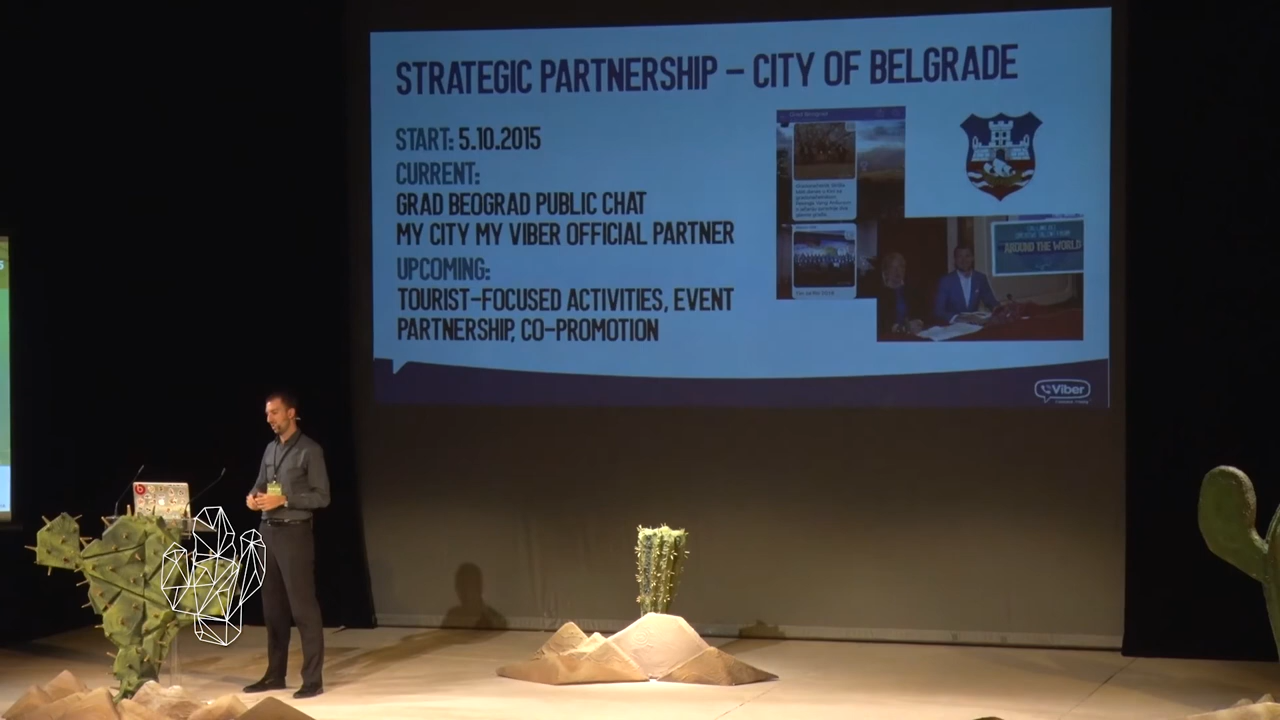 STRATEGIC PARTNERSHIP – CITY OF BELGRADE
START: 5.10.2015
CURRENT:
GRAD BEOGRAD PUBLIC CHAT
MY CITY MY VIBER OFFICIAL PARTNER
UPCOMING:
TOURIST-FOCUSED ACTIVITIES, EVENT
PARTNERSHIP, CO-PROMOTION
AROUND THE WORLD
Viber